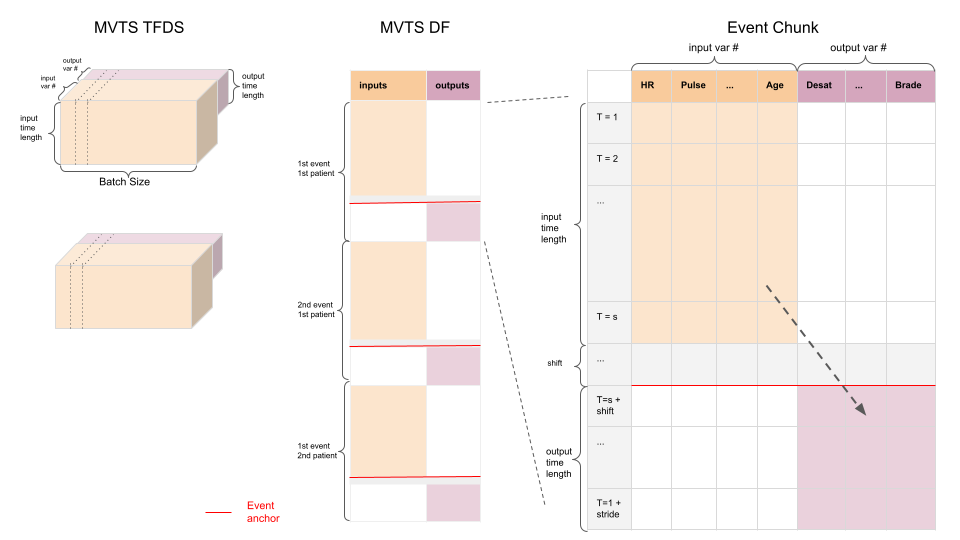 MVTS TFDS
output
var #
input
var #
output
time
length
input
time
length
Batch Size
MVTS DF
inputs
outputs
1st event
1st patient
2nd event
1st patient
1st event
2nd patient
Event
anchor
Event Chunk
input var #
output var #
HR
Pulse
...
Age
Desat
...
Brade
T = 1
T = 2
...
T = s
...
T=s +
shift
...
T=1 +
stride
input
time
length
shift
output
time
length